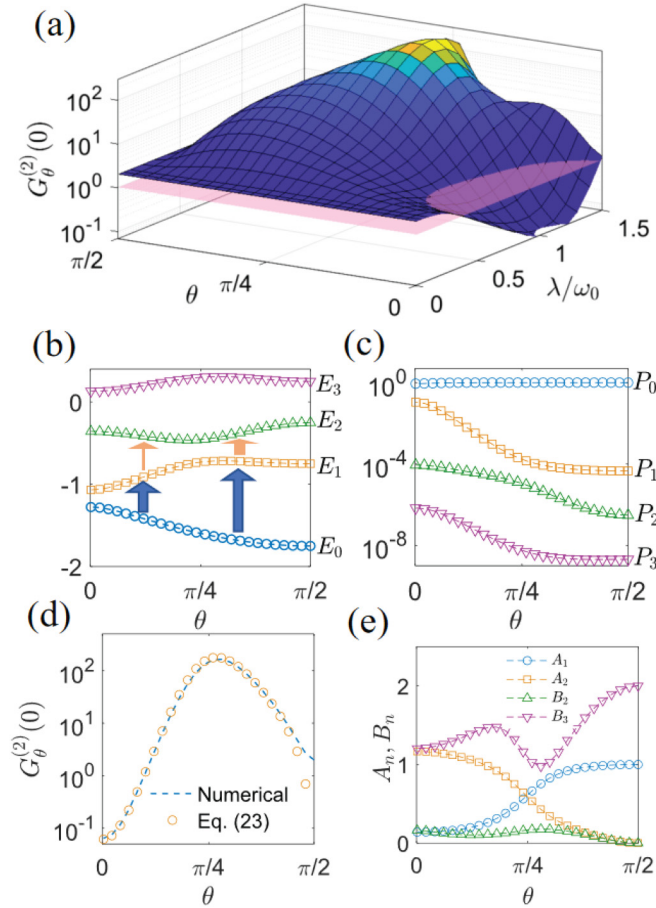 (a)
10²
10¹
10⁰
10⁻¹
G_θ^(2)(0)
π/2
θ
π/4
0
0
0.5
1
1.5
λ/ω₀
(b)
0
-1
-2
E₃
E₂
E₁
E₀
0
π/4
π/2
θ
(c)
10⁰
10⁻⁴
10⁻⁸
P₀
P₁
P₂
P₃
0
π/4
π/2
θ
(d)
10²
10¹
10⁰
10⁻¹
G_θ^(2)(0)
Numerical
Eq. (23)
0
π/4
π/2
θ
(e)
A₁
A₂
B₂
B₃
2
1
0
A_n, B_n
0
π/4
π/2
θ